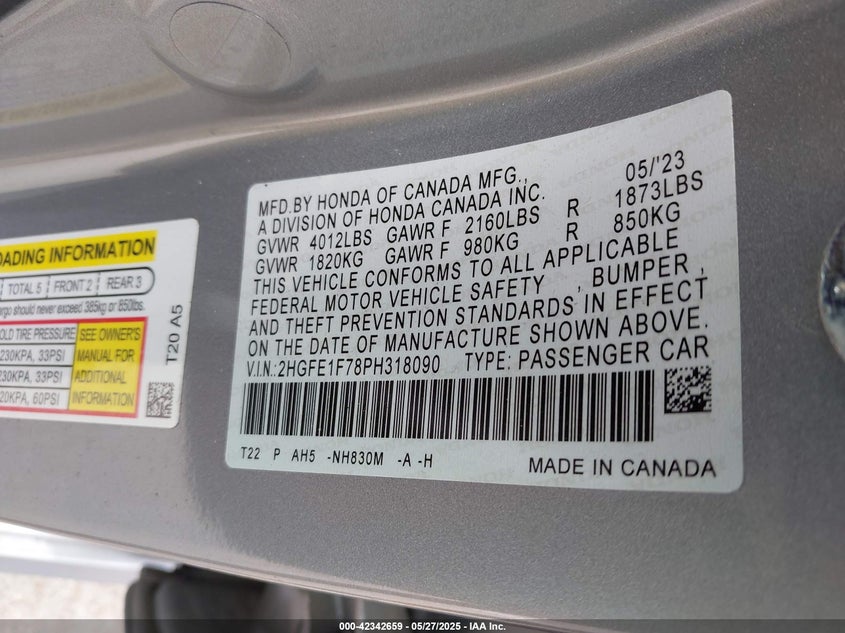 MFD.BY HONDA OF CANADA MFG., 05/'23
A DIVISION OF HONDA CANADA INC.
GVWR 4012LBS GAWR F 2160LBS R 1873LBS
GVWR 1820KG GAWR F 980KG R 850KG
THIS VEHICLE CONFORMS TO ALL APPLICABLE
FEDERAL MOTOR VEHICLE SAFETY , BUMPER ,
AND THEFT PREVENTION STANDARDS IN EFFECT
ON THE DATE OF MANUFACTURE SHOWN ABOVE.
V.I.N.:2HGFE1F78PH318090 TYPE: PASSENGER CAR
T22 P AH5 -NH830M -A -H MADE IN CANADA
INFORMATION
TOTAL 5 FRONT 2 REAR 3
should never exceed 385kg or 850lbs.
TIRE PRESSURE
230KPA, 33PSI
230KPA, 33PSI
60PSI
SEE OWNER'S
MANUAL FOR
ADDITIONAL
INFORMATION
T20 A5
000-42342659 - 05/27/2025 - IAA Inc.